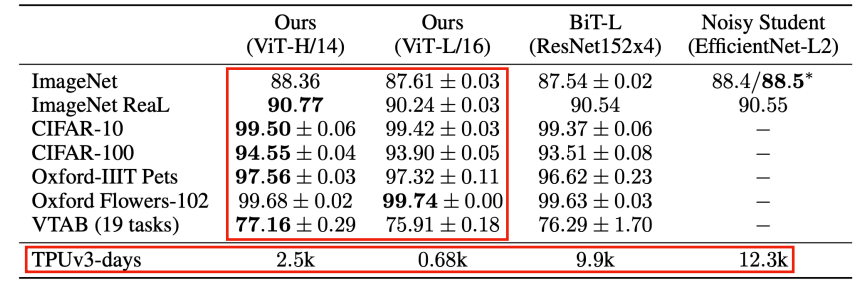 Ours Ours BiT-L Noisy Student
(ViT-H/14) (ViT-L/16) (ResNet152x4) (EfficientNet-L2)
ImageNet 88.36 87.61 ± 0.03 87.54 ± 0.02 88.4/88.5*
ImageNet ReaL 90.77 90.24 ± 0.03 90.54 90.55
CIFAR-10 99.50 ± 0.06 99.42 ± 0.03 99.37 ± 0.06 −
CIFAR-100 94.55 ± 0.04 93.90 ± 0.05 93.51 ± 0.08 −
Oxford-IIIT Pets 97.56 ± 0.03 97.32 ± 0.11 96.62 ± 0.23 −
Oxford Flowers-102 99.68 ± 0.02 99.74 ± 0.00 99.63 ± 0.03 −
VTAB (19 tasks) 77.16 ± 0.29 75.91 ± 0.18 76.29 ± 1.70 −
TPUv3-days 2.5k 0.68k 9.9k 12.3k